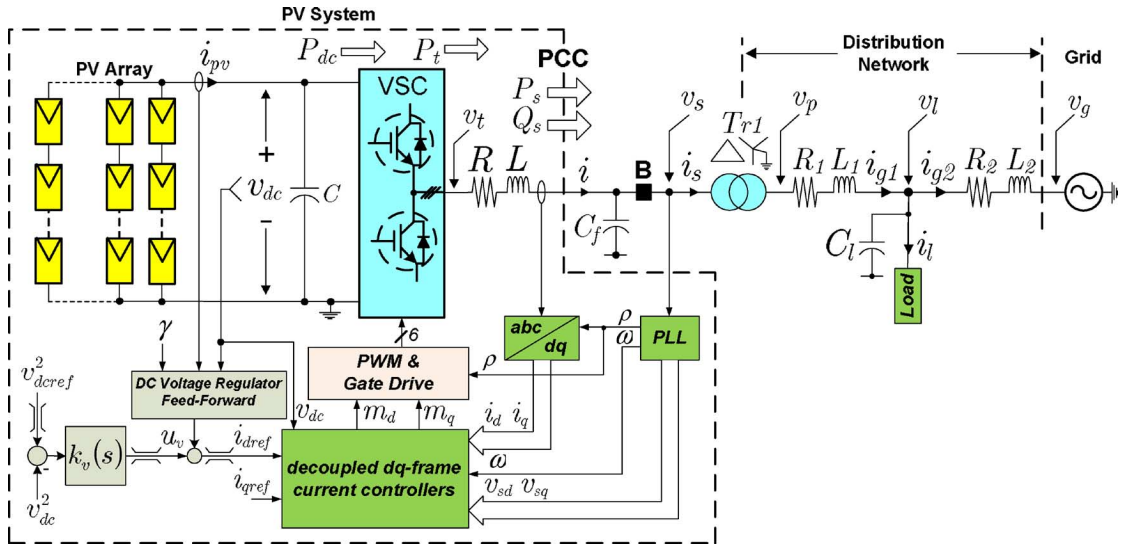 PV System
PV Array
i_pv
P_dc
P_t
PCC
P_s
Q_s
Distribution
Network
Grid
VSC
v_t
R
L
i
B
v_s
i_s
Tr1
v_p
R_1
L_1
i_g1
v_l
i_g2
R_2
L_2
v_g
+
v_dc
-
C
C_f
C_l
i_l
Load
6
γ
abc
dq
ρ
ω
PLL
PWM &
Gate Drive
ρ
v²_dcref
DC Voltage Regulator
Feed-Forward
v_dc
m_d
m_q
i_d i_q
k_v(s)
u_v
i_dref
-
v²_dc
i_qref
decoupled dq-frame
current controllers
ω
v_sd v_sq